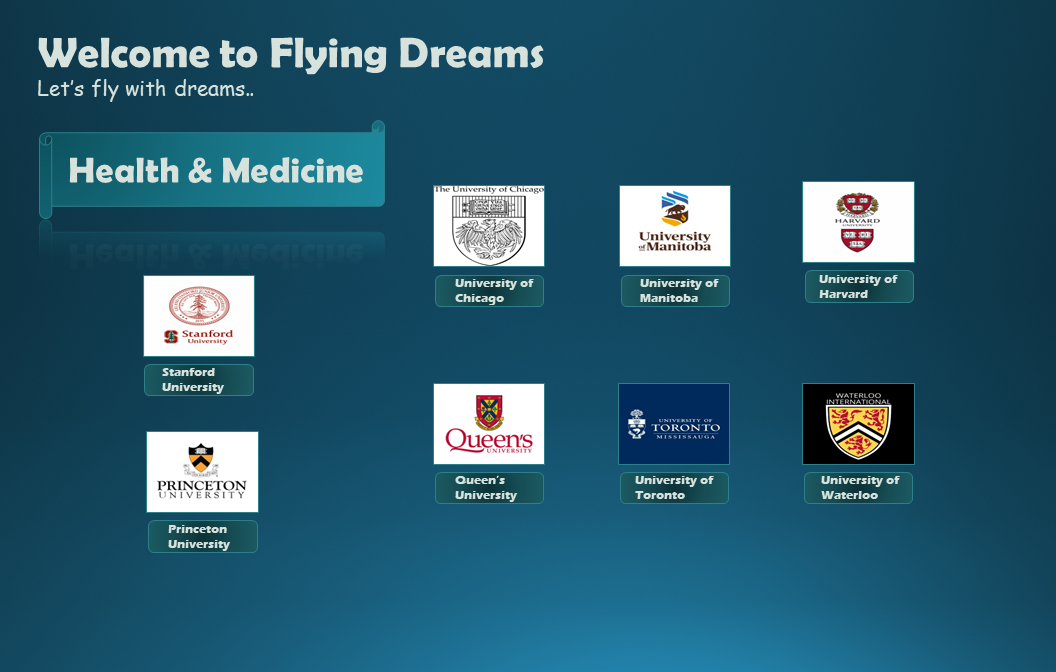 Welcome to Flying Dreams
Let's fly with dreams..
Health & Medicine
The University of Chicago
University of
Chicago
University
of Manitoba
University of
Manitoba
HARVARD
UNIVERSITY
University of
Harvard
Stanford
University
Stanford
University
Queen's
UNIVERSITY
Queen's
University
UNIVERSITY OF
TORONTO
MISSISSAUGA
University of
Toronto
WATERLOO
INTERNATIONAL
University of
Waterloo
PRINCETON
UNIVERSITY
Princeton
University